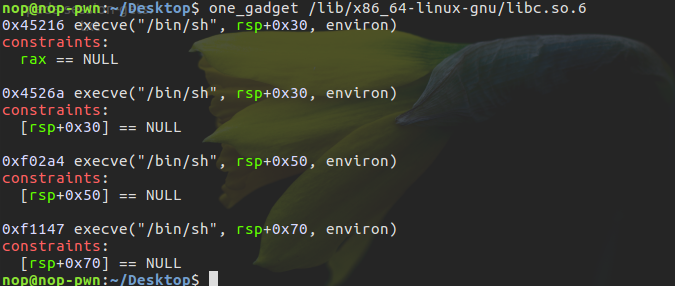 nop@nop-pwn:~/Desktop$ one_gadget /lib/x86_64-linux-gnu/libc.so.6
0x45216 execve("/bin/sh", rsp+0x30, environ)
constraints:
  rax == NULL

0x4526a execve("/bin/sh", rsp+0x30, environ)
constraints:
  [rsp+0x30] == NULL

0xf02a4 execve("/bin/sh", rsp+0x50, environ)
constraints:
  [rsp+0x50] == NULL

0xf1147 execve("/bin/sh", rsp+0x70, environ)
constraints:
  [rsp+0x70] == NULL
nop@nop-pwn:~/Desktop$